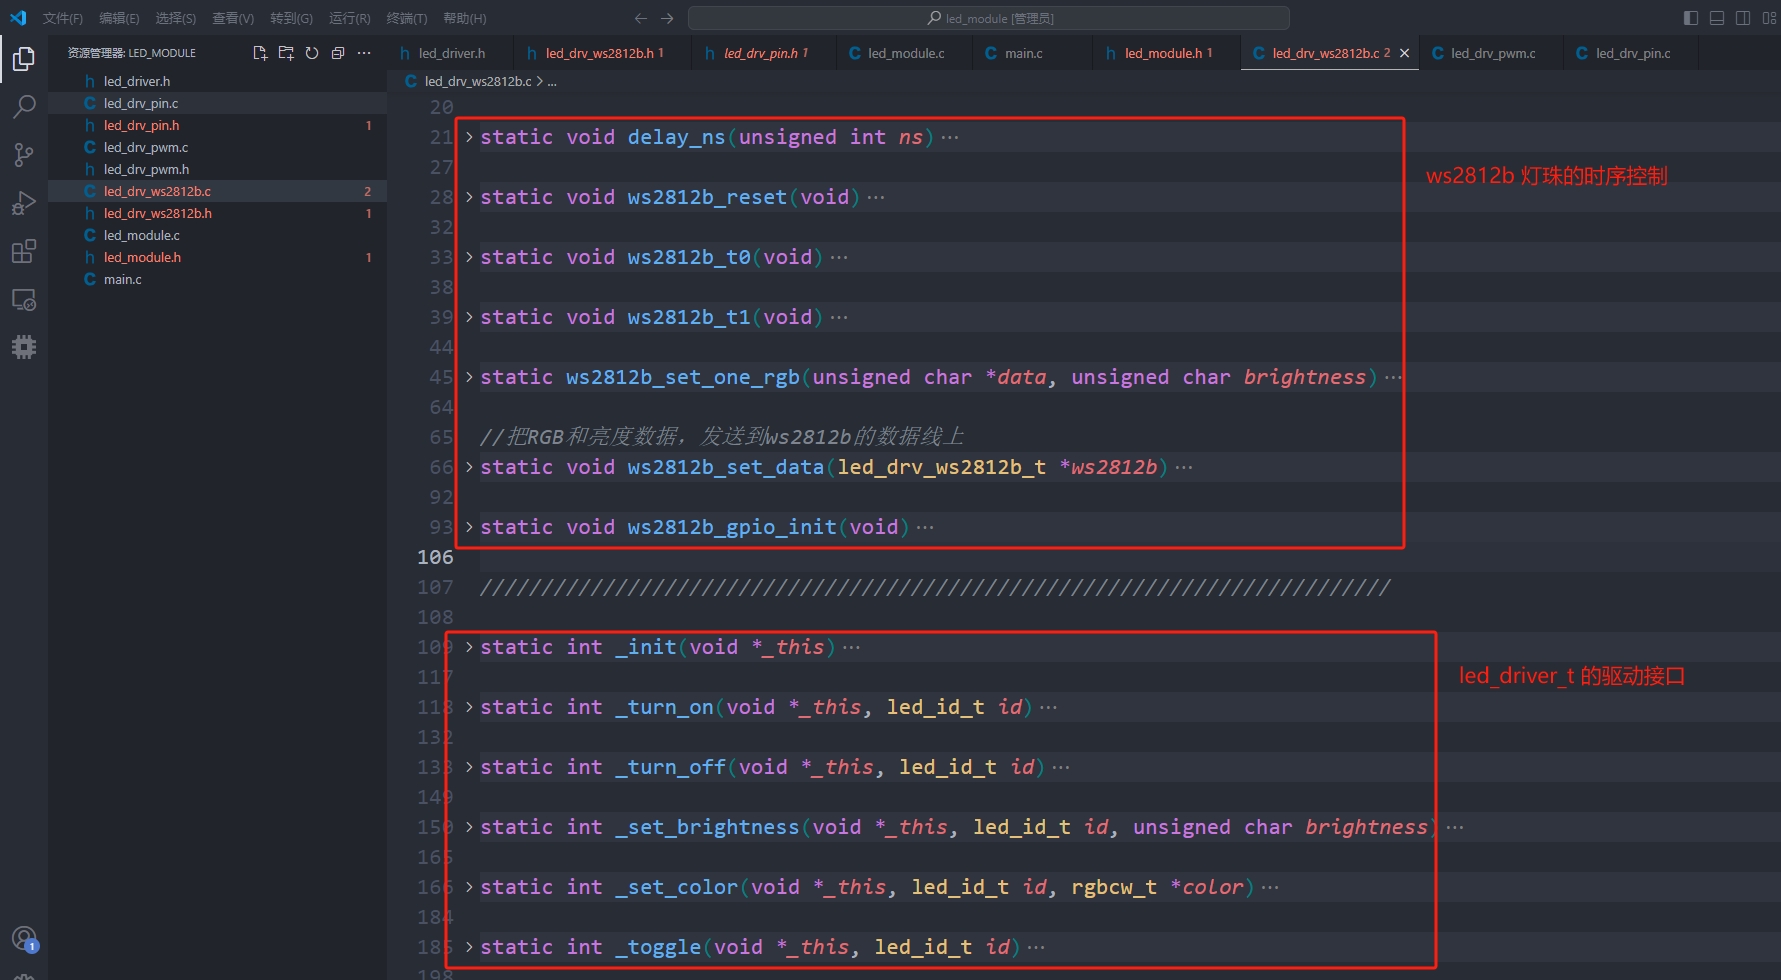 文件(F) 编辑(E) 选择(S) 查看(V) 转到(G) 运行(R) 终端(T) 帮助(H) led_module [管理员]
资源管理器: LED_MODULE
led_driver.h
led_drv_pin.c
led_drv_pin.h 1
led_drv_pwm.c
led_drv_pwm.h
led_drv_ws2812b.c 2
led_drv_ws2812b.h 1
led_module.c
led_module.h 1
main.c
led_driver.h led_drv_ws2812b.h 1 led_drv_pin.h 1 led_module.c main.c led_module.h 1 led_drv_ws2812b.c 2 led_drv_pwm.c led_drv_pin.c
led_drv_ws2812b.c > ...
20
21 static void delay_ns(unsigned int ns)···
27
28 static void ws2812b_reset(void)···
32
33 static void ws2812b_t0(void)···
38
39 static void ws2812b_t1(void)···
44
45 static ws2812b_set_one_rgb(unsigned char *data, unsigned char brightness)···
64
65 //把RGB和亮度数据，发送到ws2812b的数据线上
66 static void ws2812b_set_data(led_drv_ws2812b_t *ws2812b)···
92
93 static void ws2812b_gpio_init(void)···
106
107 //////////////////////////////////////////////////////////////////////////
108
109 static int _init(void *_this)···
117
118 static int _turn_on(void *_this, led_id_t id)···
132
133 static int _turn_off(void *_this, led_id_t id)···
149
150 static int _set_brightness(void *_this, led_id_t id, unsigned char brightness)···
165
166 static int _set_color(void *_this, led_id_t id, rgbcw_t *color)···
184
185 static int _toggle(void *_this, led_id_t id)···
198
ws2812b 灯珠的时序控制
led_driver_t 的驱动接口
1